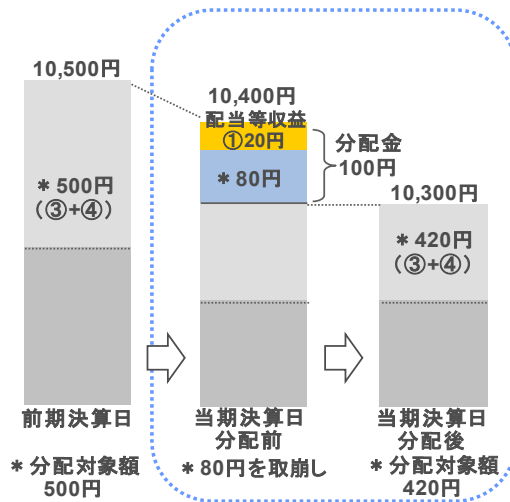 10,500円
＊500円
（③+④）
前期決算日
＊分配対象額
500円
10,400円
配当等収益
①20円
＊80円
分配金
100円
当期決算日
分配前
＊80円を取崩し
10,300円
＊420円
（③+④）
当期決算日
分配後
＊分配対象額
420円